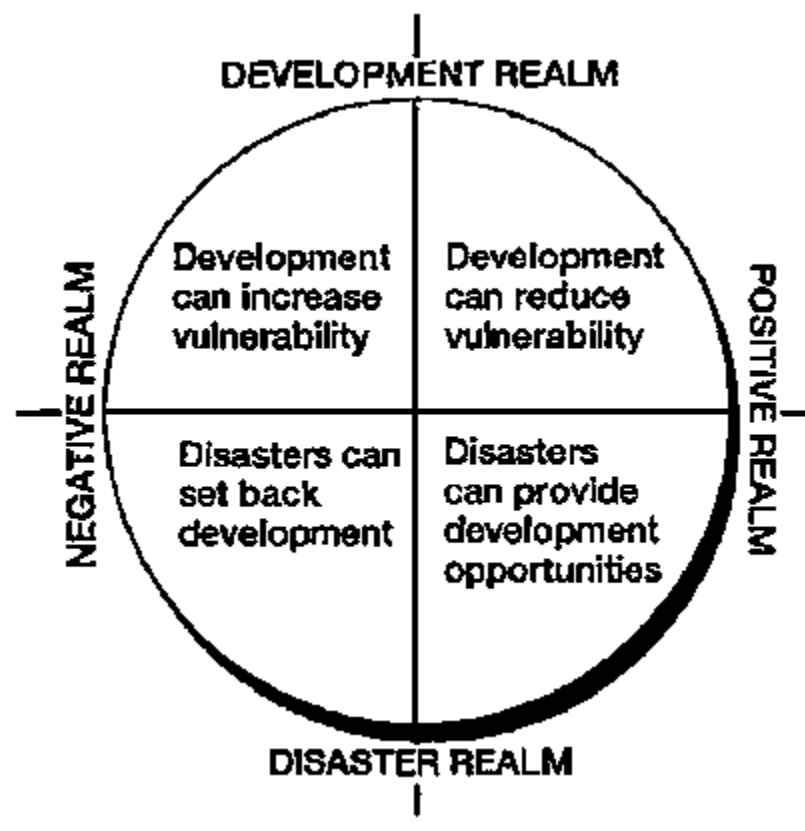 DEVELOPMENT REALM
Development
can increase
vulnerability
Development
can reduce
vulnerability
NEGATIVE REALM
POSITIVE REALM
Disasters can
set back
development
Disasters
can provide
development
opportunities
DISASTER REALM